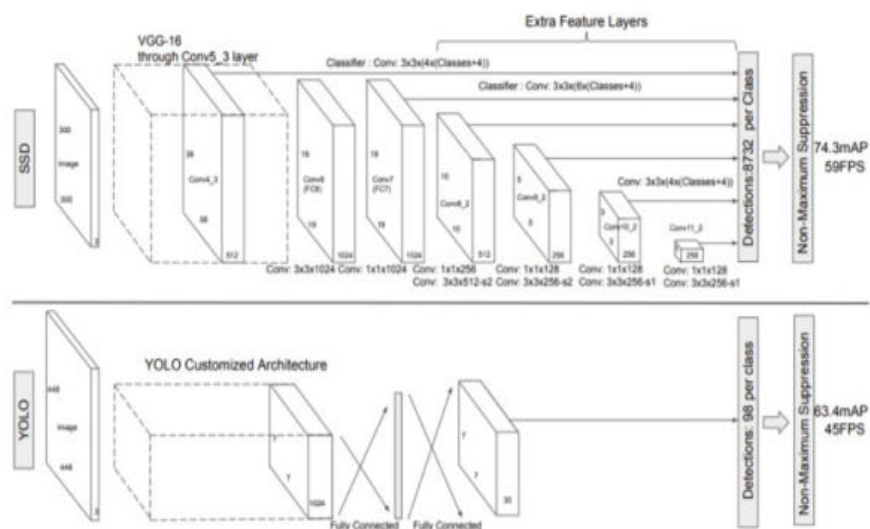 Extra Feature Layers
VGG-16
through Conv5_3 layer
Classifier : Conv: 3x3x(4x(Classes+4))
Classifier : Conv: 3x3x(6x(Classes+4))
SSD
300
Image
300
3
38
Conv4_3
38
512
19
Conv6
(FC6)
19
1024
19
Conv7
(FC7)
19
1024
10
Conv8_2
10
512
5
Conv9_2
5
256
Conv: 3x3x(4x(Classes+4))
3
Conv10_2
3
256
Conv11_2
1
256
Detections:8732 per Class
Non-Maximum Suppression
74.3mAP
59FPS
Conv: 3x3x1024
Conv: 1x1x1024
Conv: 1x1x256
Conv: 3x3x512-s2
Conv: 1x1x128
Conv: 3x3x256-s2
Conv: 1x1x128
Conv: 3x3x256-s1
Conv: 1x1x128
Conv: 3x3x256-s1
YOLO
448
Image
448
3
YOLO Customized Architecture
7
7
1024
Fully Connected
Fully Connected
7
7
30
Detections: 98 per class
Non-Maximum Suppression
63.4mAP
45FPS